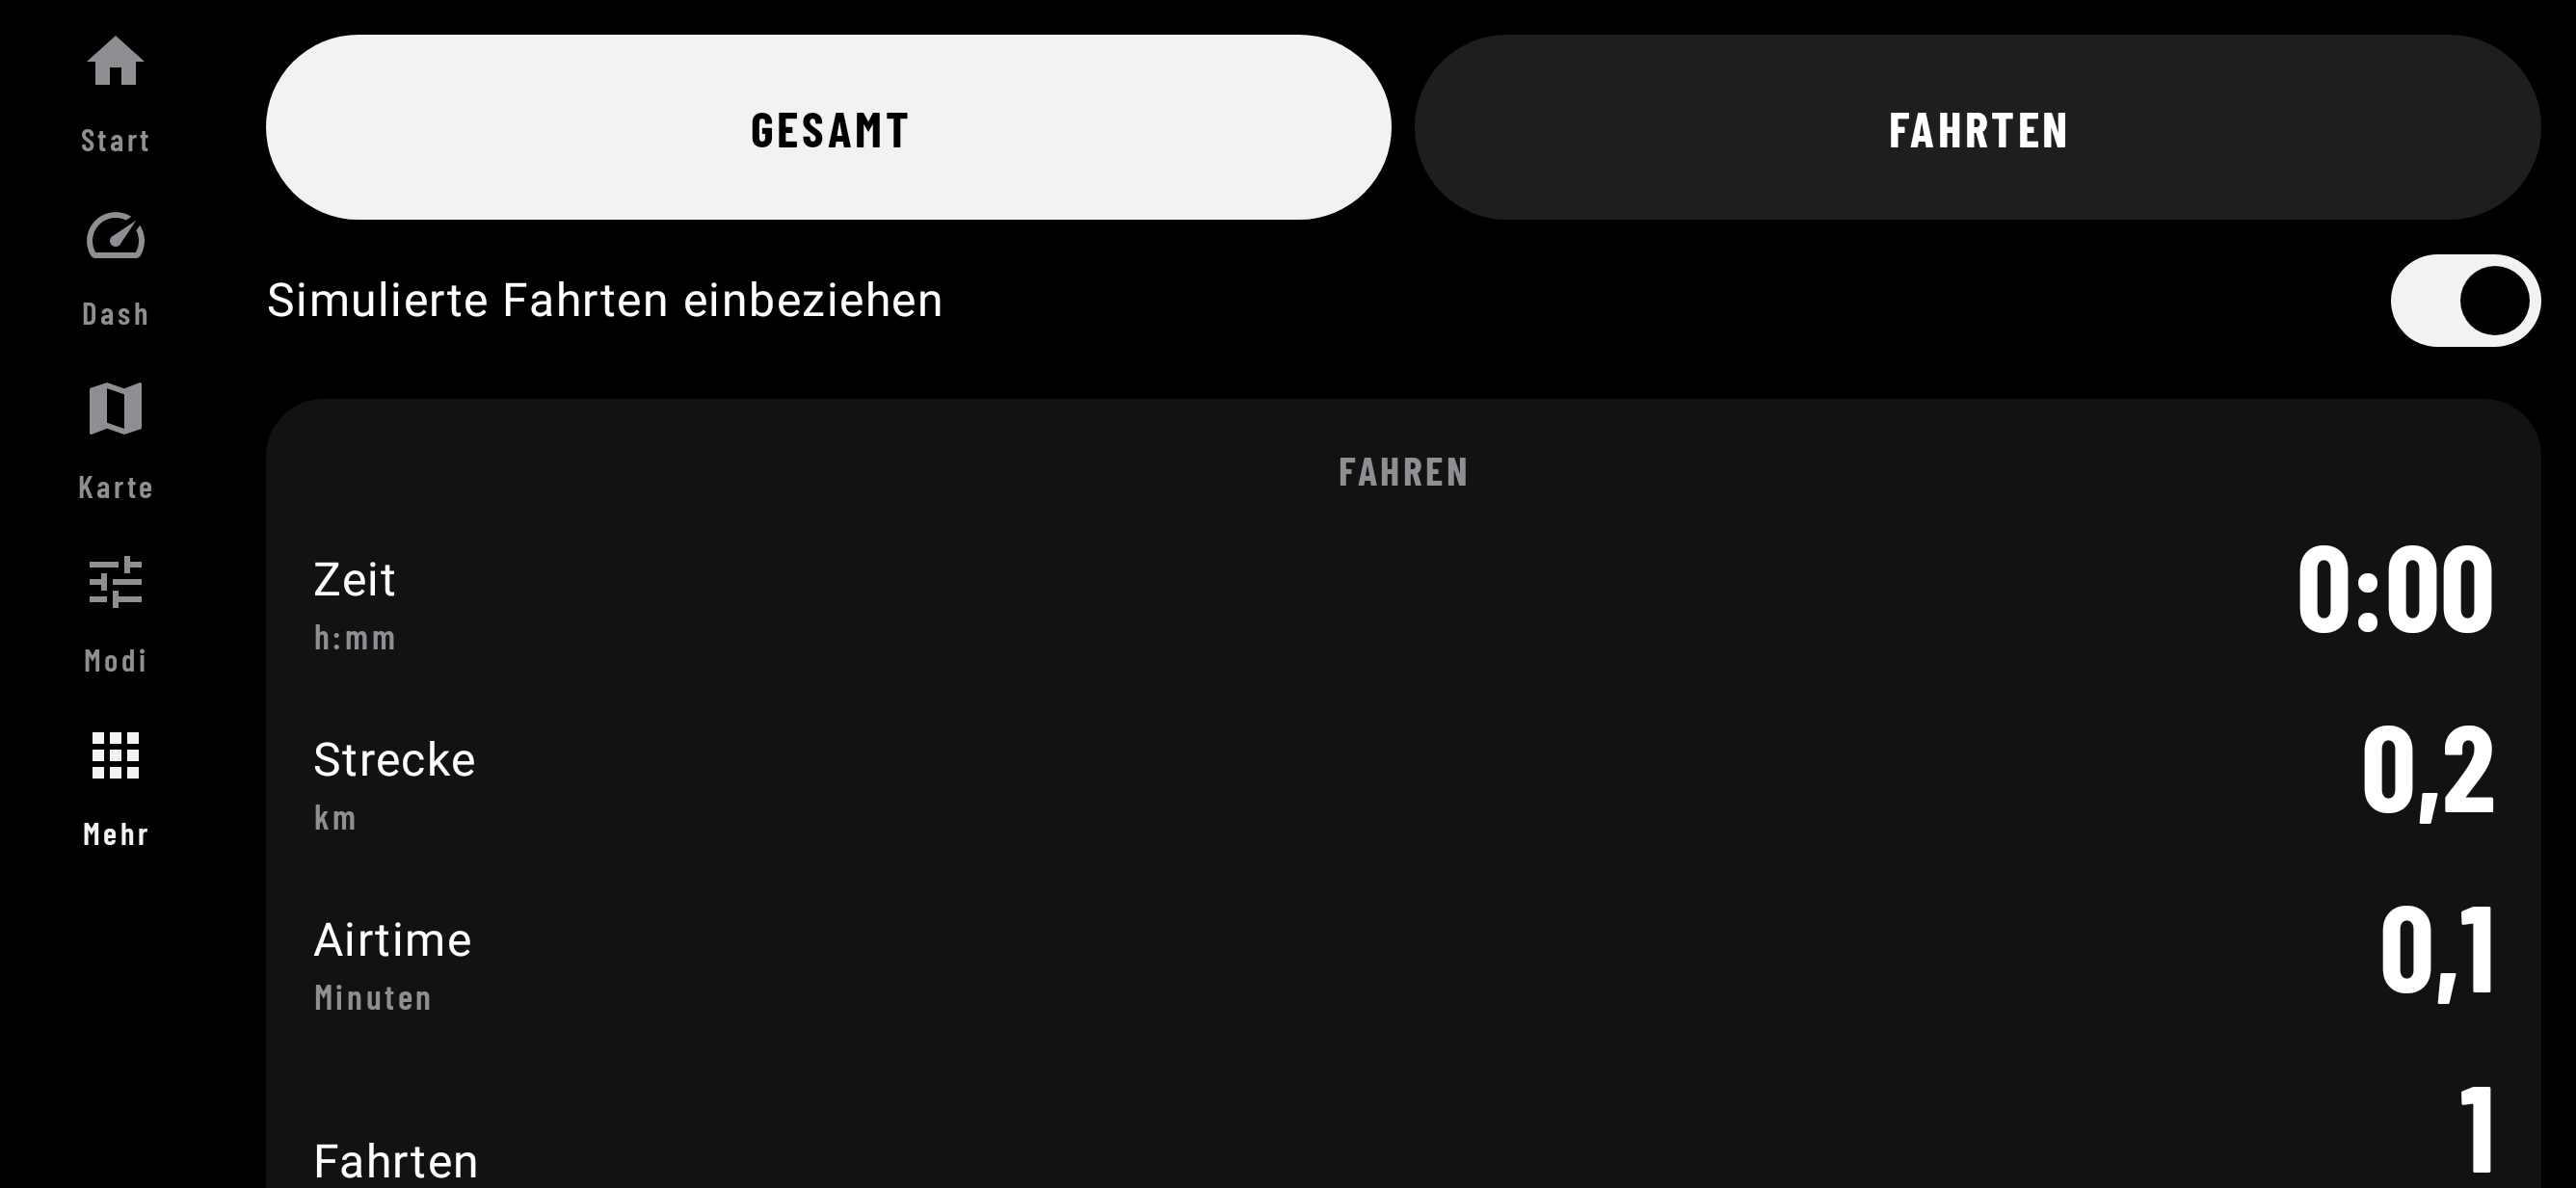 Start
Dash
Karte
Modi
Mehr
GESAMT
FAHRTEN
Simulierte Fahrten einbeziehen
FAHREN
Zeit
h:mm
0:00
Strecke
km
0,2
Airtime
Minuten
0,1
Fahrten
1